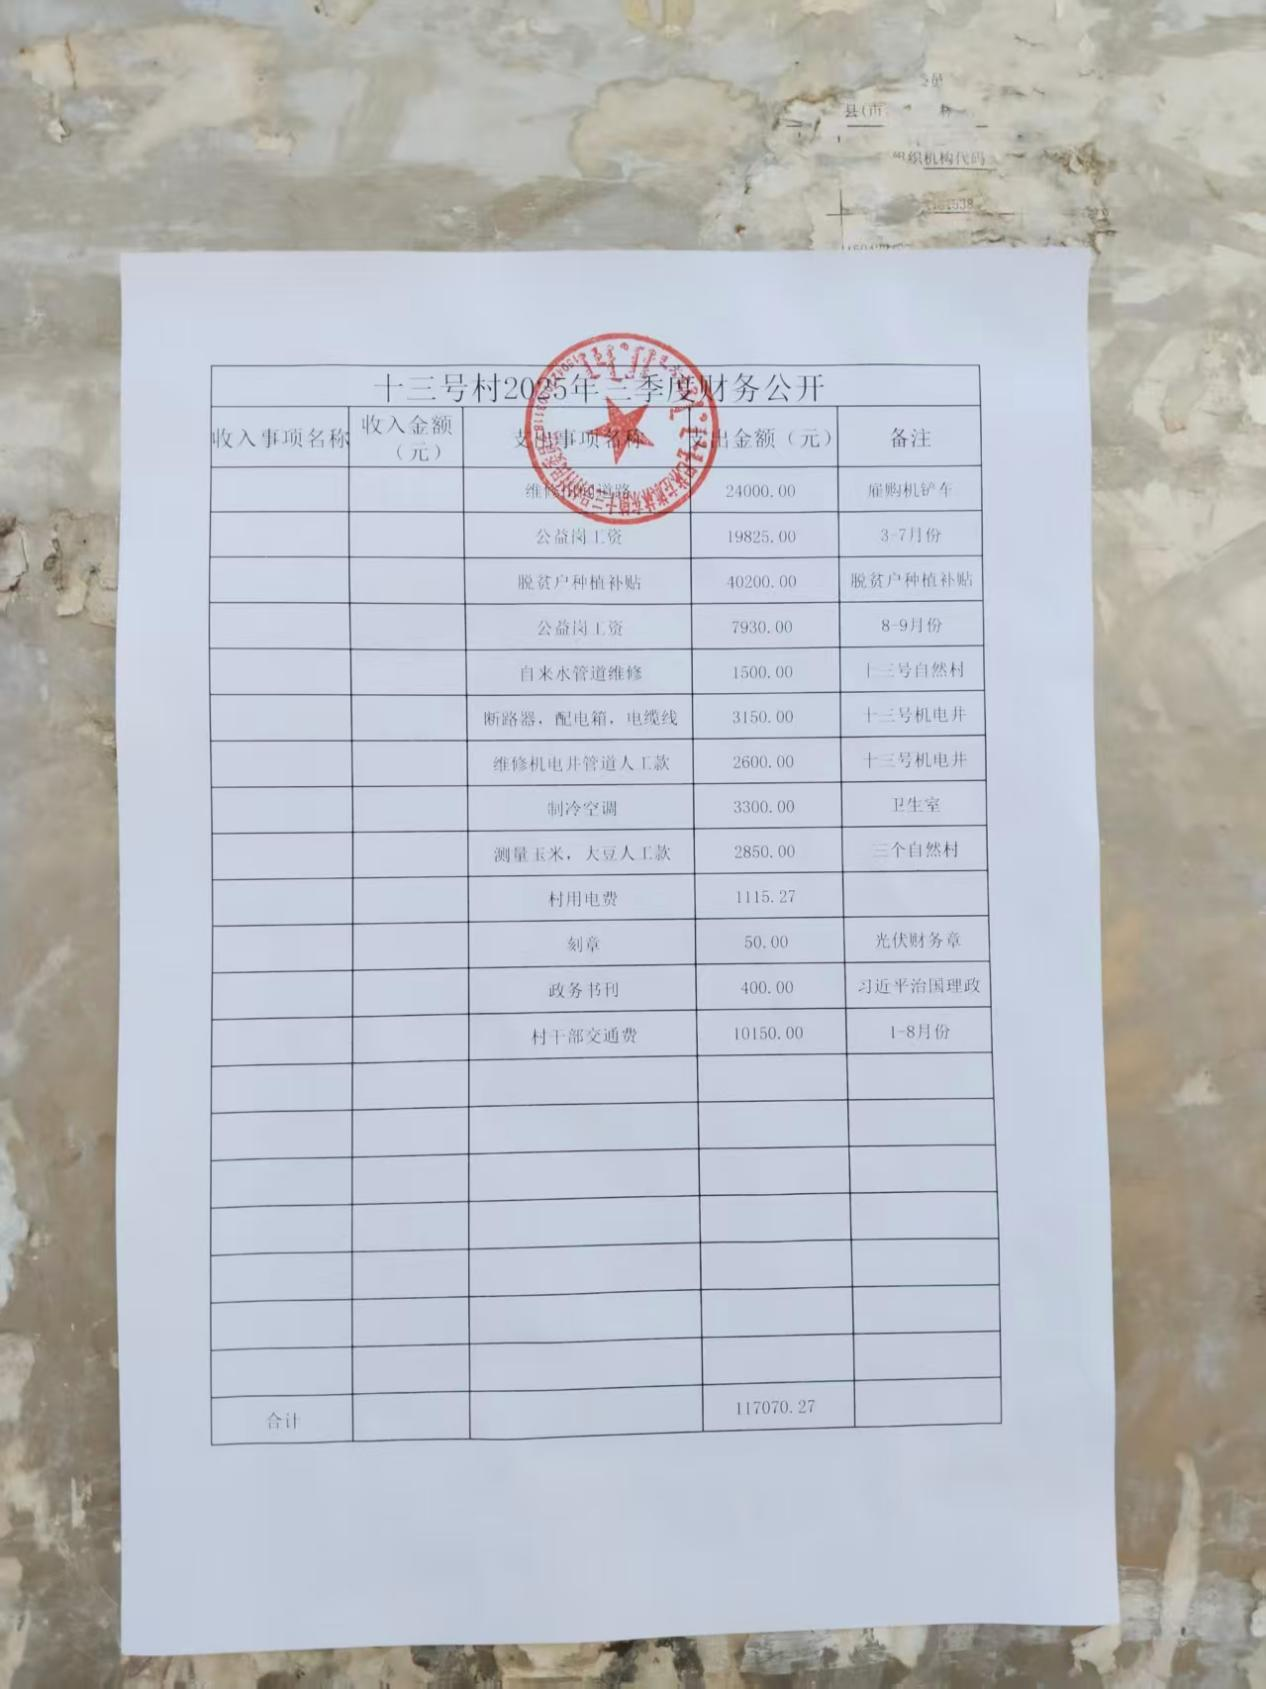 县(市
组织机构代码
十三号村2025年三季度财务公开
收入事项名称 收入金额（元） 支出事项名称 支出金额（元） 备注
维修田间道路 24000.00 雇购机铲车
公益岗工资 19825.00 3-7月份
脱贫户种植补贴 40200.00 脱贫户种植补贴
公益岗工资 7930.00 8-9月份
自来水管道维修 1500.00 十三号自然村
断路器，配电箱，电缆线 3150.00 十三号机电井
维修机电井管道人工款 2600.00 十三号机电井
制冷空调 3300.00 卫生室
测量玉米，大豆人工款 2850.00 三个自然村
村用电费 1115.27
刻章 50.00 光伏财务章
政务书刊 400.00 习近平治国理政
村干部交通费 10150.00 1-8月份
合计 117070.27